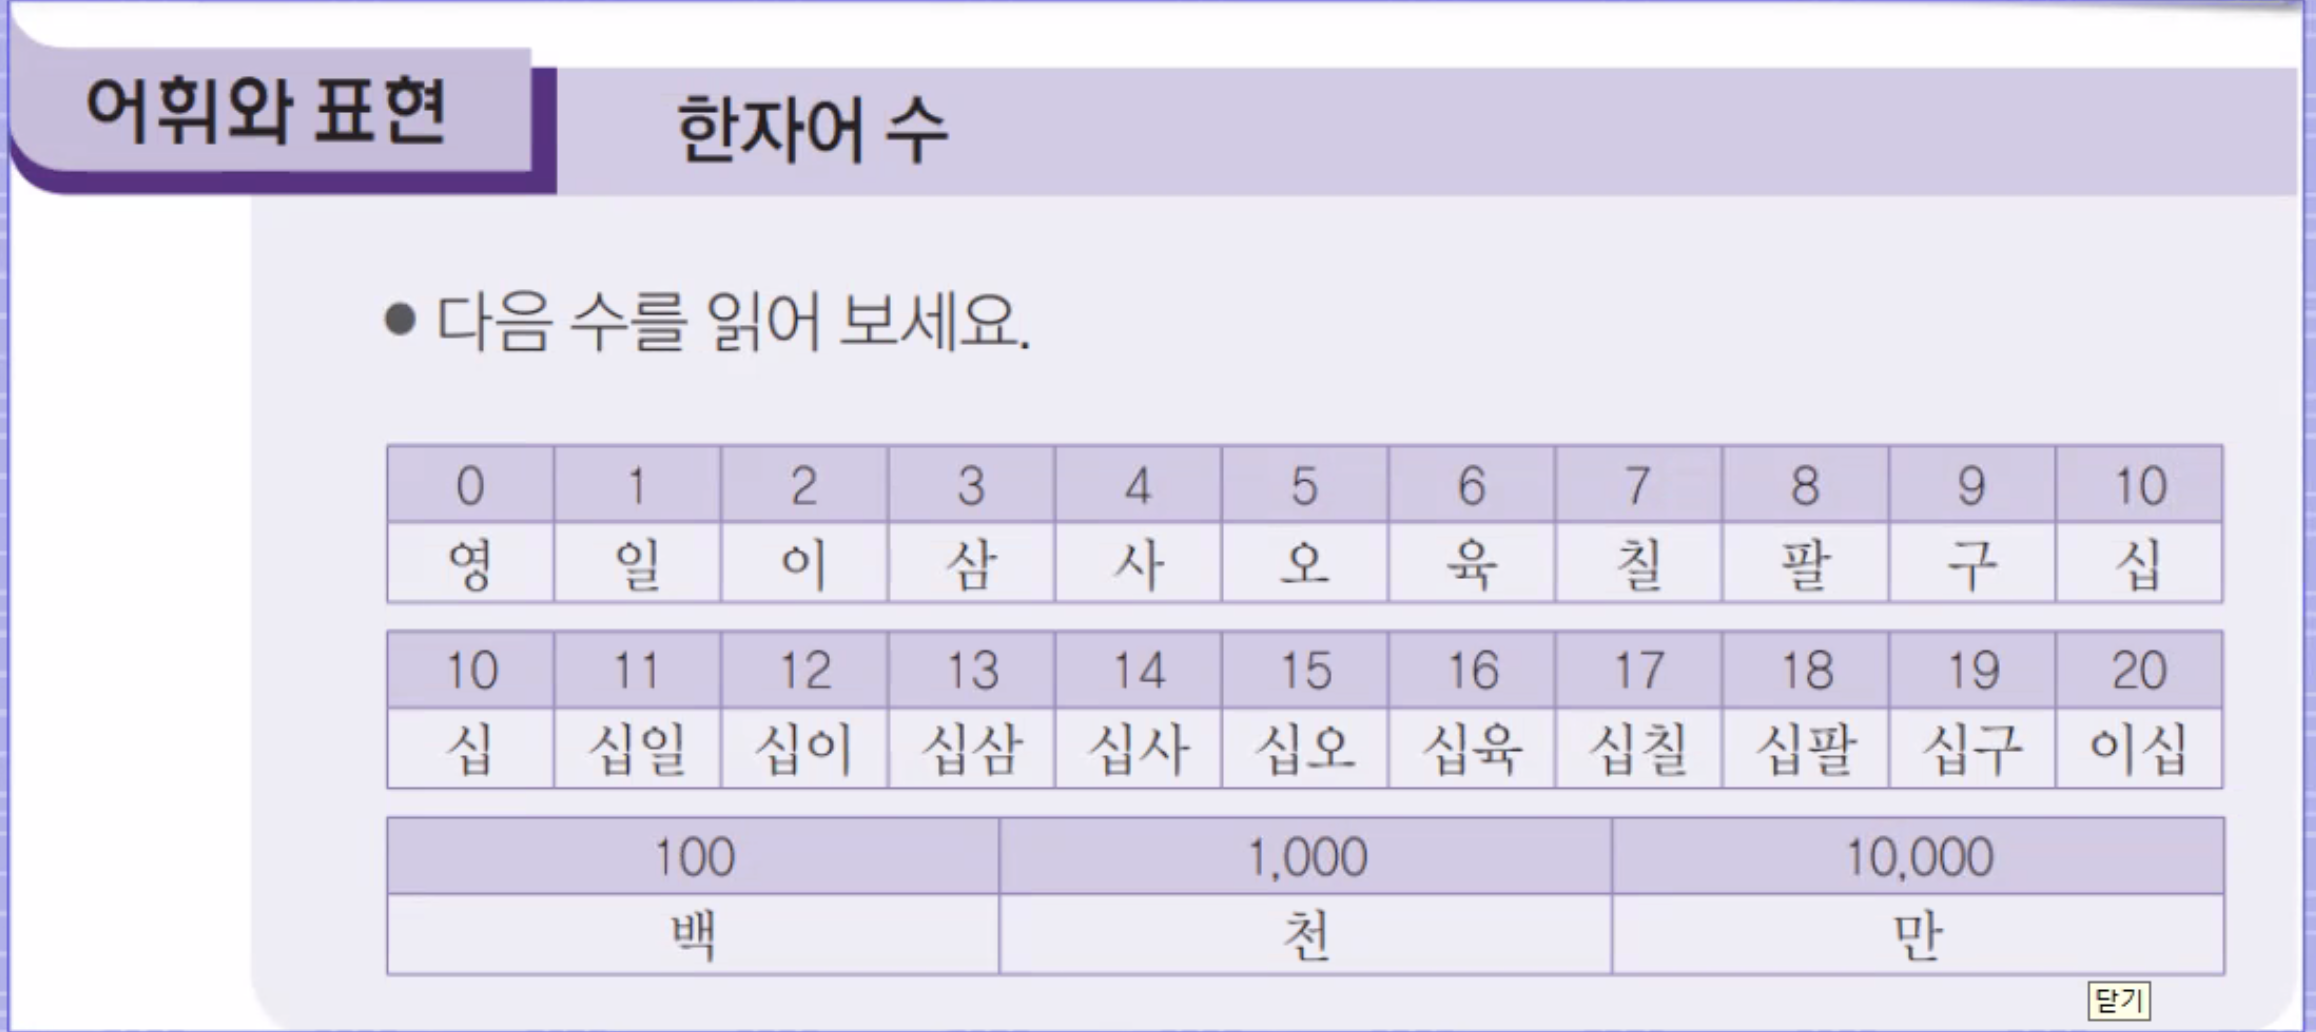 어휘와 표현
한자어 수
● 다음 수를 읽어 보세요.
0 1 2 3 4 5 6 7 8 9 10
영 일 이 삼 사 오 육 칠 팔 구 십
10 11 12 13 14 15 16 17 18 19 20
십 십일 십이 십삼 십사 십오 십육 십칠 십팔 십구 이십
100 1,000 10,000
백 천 만
닫기